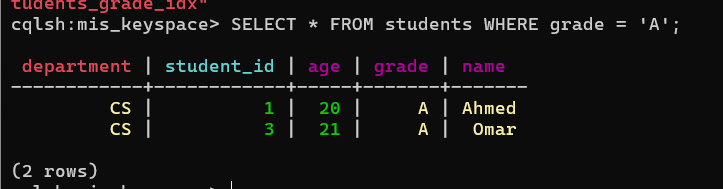 tudents_grade_idx"
cqlsh:mis_keyspace> SELECT * FROM students WHERE grade = 'A';
 department | student_id | age | grade | name
------------+------------+-----+-------+-------
         CS |          1 |  20 |     A | Ahmed
         CS |          3 |  21 |     A |  Omar
(2 rows)